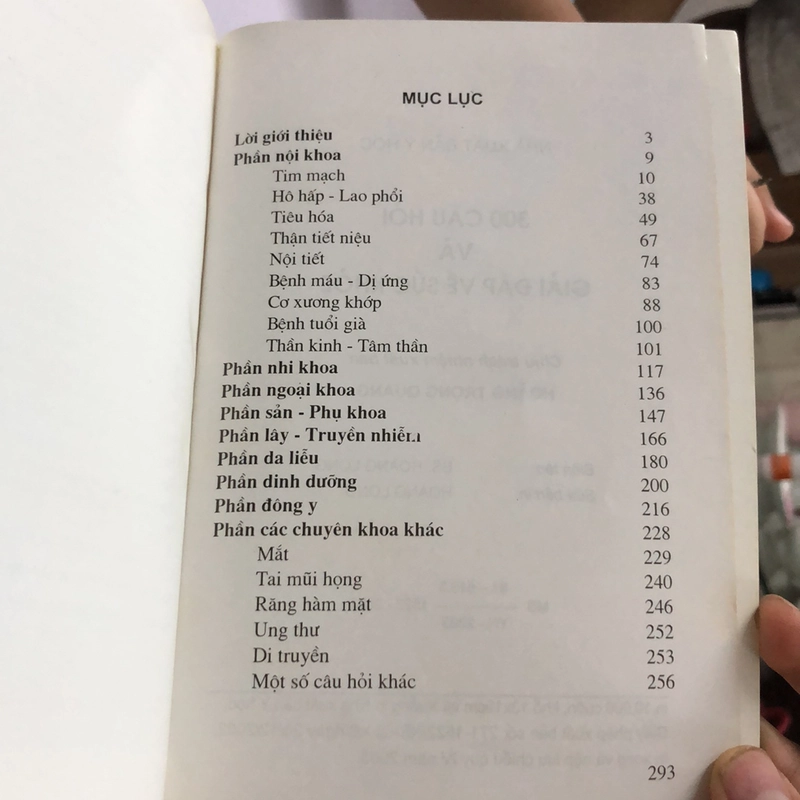 MỤC LỤC
Lời giới thiệu 3
Phần nội khoa 9
Tim mạch 10
Hô hấp - Lao phổi 38
Tiêu hóa 49
Thận tiết niệu 67
Nội tiết 74
Bệnh máu - Dị ứng 83
Cơ xương khớp 88
Bệnh tuổi già 100
Thần kinh - Tâm thần 101
Phần nhi khoa 117
Phần ngoại khoa 136
Phần sản - Phụ khoa 147
Phần lây - Truyền nhiễm 166
Phần da liễu 180
Phần dinh dưỡng 200
Phần đông y 216
Phần các chuyên khoa khác 228
Mắt 229
Tai mũi họng 240
Răng hàm mặt 246
Ung thư 252
Di truyền 253
Một số câu hỏi khác 256
293